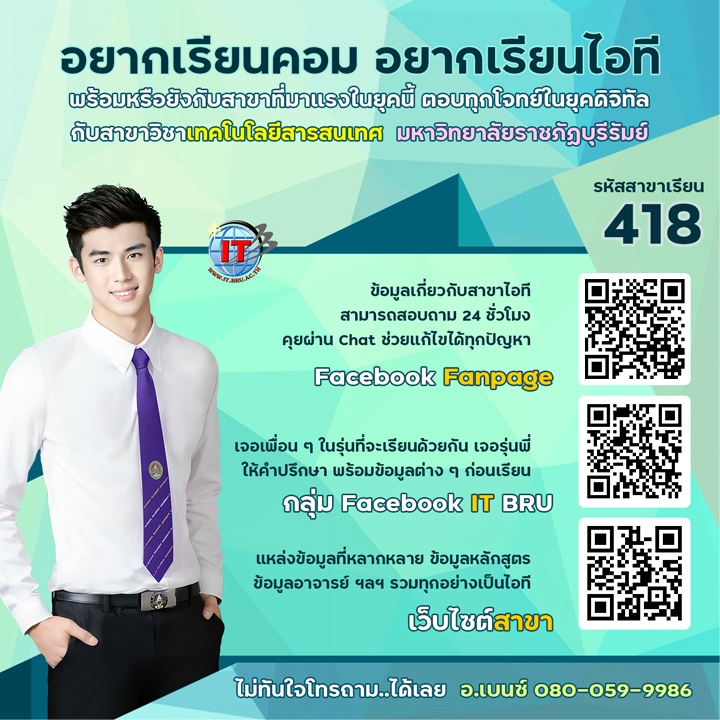 อยากเรียนคอม อยากเรียนไอที
พร้อมหรือยังกับสาขาที่มาแรงในยุคนี้ ตอบทุกโจทย์ในยุคดิจิทัล
กับสาขาวิชาเทคโนโลยีสารสนเทศ มหาวิทยาลัยราชภัฏบุรีรัมย์
รหัสสาขาเรียน
418
IT
WWW.IT.BRU.AC.TH
ข้อมูลเกี่ยวกับสาขาไอที
สามารถสอบถาม 24 ชั่วโมง
คุยผ่าน Chat ช่วยแก้ไขได้ทุกปัญหา
Facebook Fanpage
เจอเพื่อน ๆ ในรุ่นที่จะเรียนด้วยกัน เจอรุ่นพี่
ให้คำปรึกษา พร้อมข้อมูลต่าง ๆ ก่อนเรียน
กลุ่ม Facebook IT BRU
แหล่งข้อมูลที่หลากหลาย ข้อมูลหลักสูตร
ข้อมูลอาจารย์ ฯลฯ รวมทุกอย่างเป็นไอที
เว็บไซต์สาขา
ไม่ทันใจโทรถาม..ได้เลย อ.เบนซ์ 080-059-9986